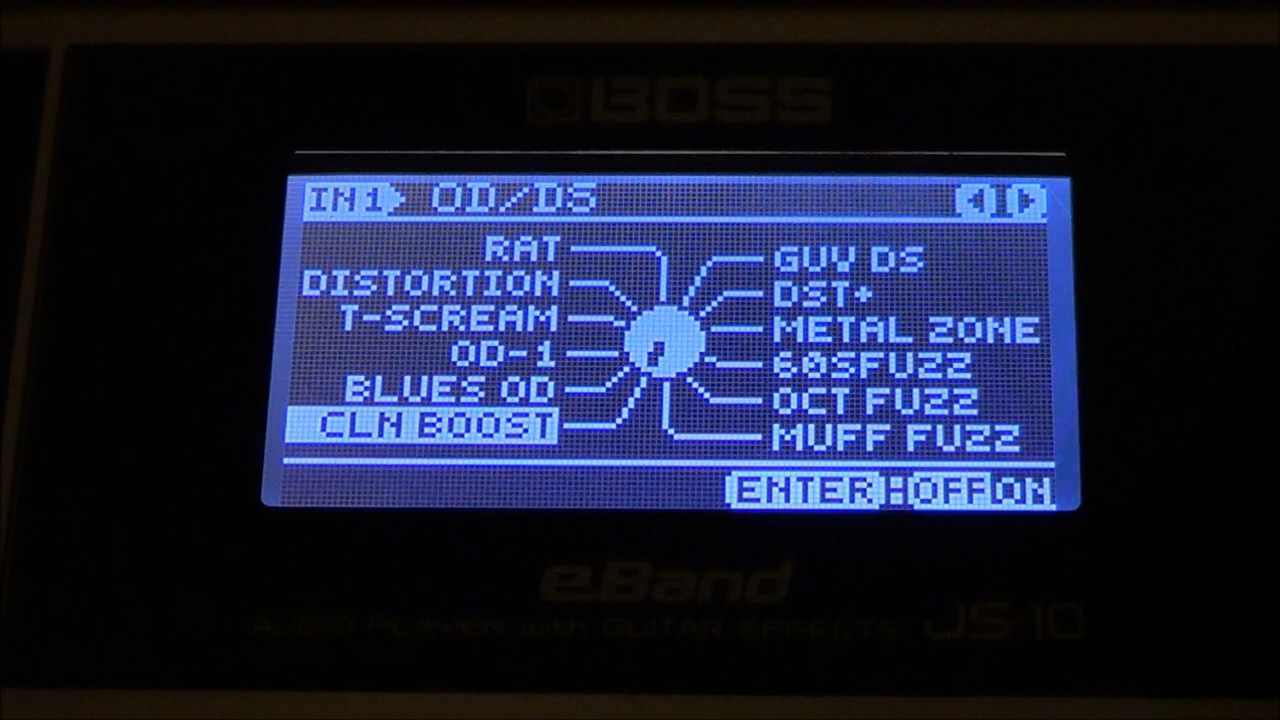 BOSS
IN1 OD/DS
RAT
DISTORTION
T-SCREAM
OD-1
BLUES OD
CLN BOOST
GUV DS
DST+
METAL ZONE
60SFUZZ
OCT FUZZ
MUFF FUZZ
ENTER:OFF ON
eBand
AUDIO PLAYER with GUITAR EFFECTS JS-10